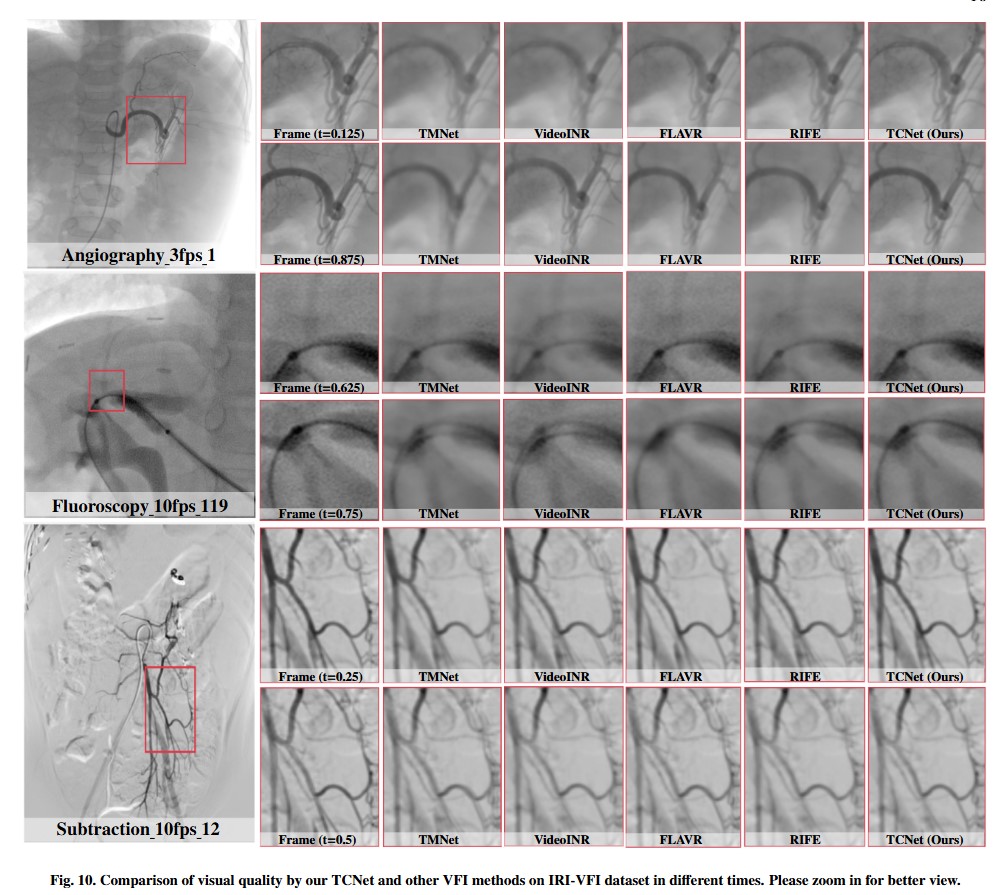 Frame (t=0.125) TMNet VideoINR FLAVR RIFE TCNet (Ours)
Angiography_3fps_1
Frame (t=0.875) TMNet VideoINR FLAVR RIFE TCNet (Ours)
Frame (t=0.625) TMNet VideoINR FLAVR RIFE TCNet (Ours)
Fluoroscopy_10fps_119
Frame (t=0.75) TMNet VideoINR FLAVR RIFE TCNet (Ours)
Frame (t=0.25) TMNet VideoINR FLAVR RIFE TCNet (Ours)
Subtraction_10fps_12
Frame (t=0.5) TMNet VideoINR FLAVR RIFE TCNet (Ours)
Fig. 10. Comparison of visual quality by our TCNet and other VFI methods on IRI-VFI dataset in different times. Please zoom in for better view.